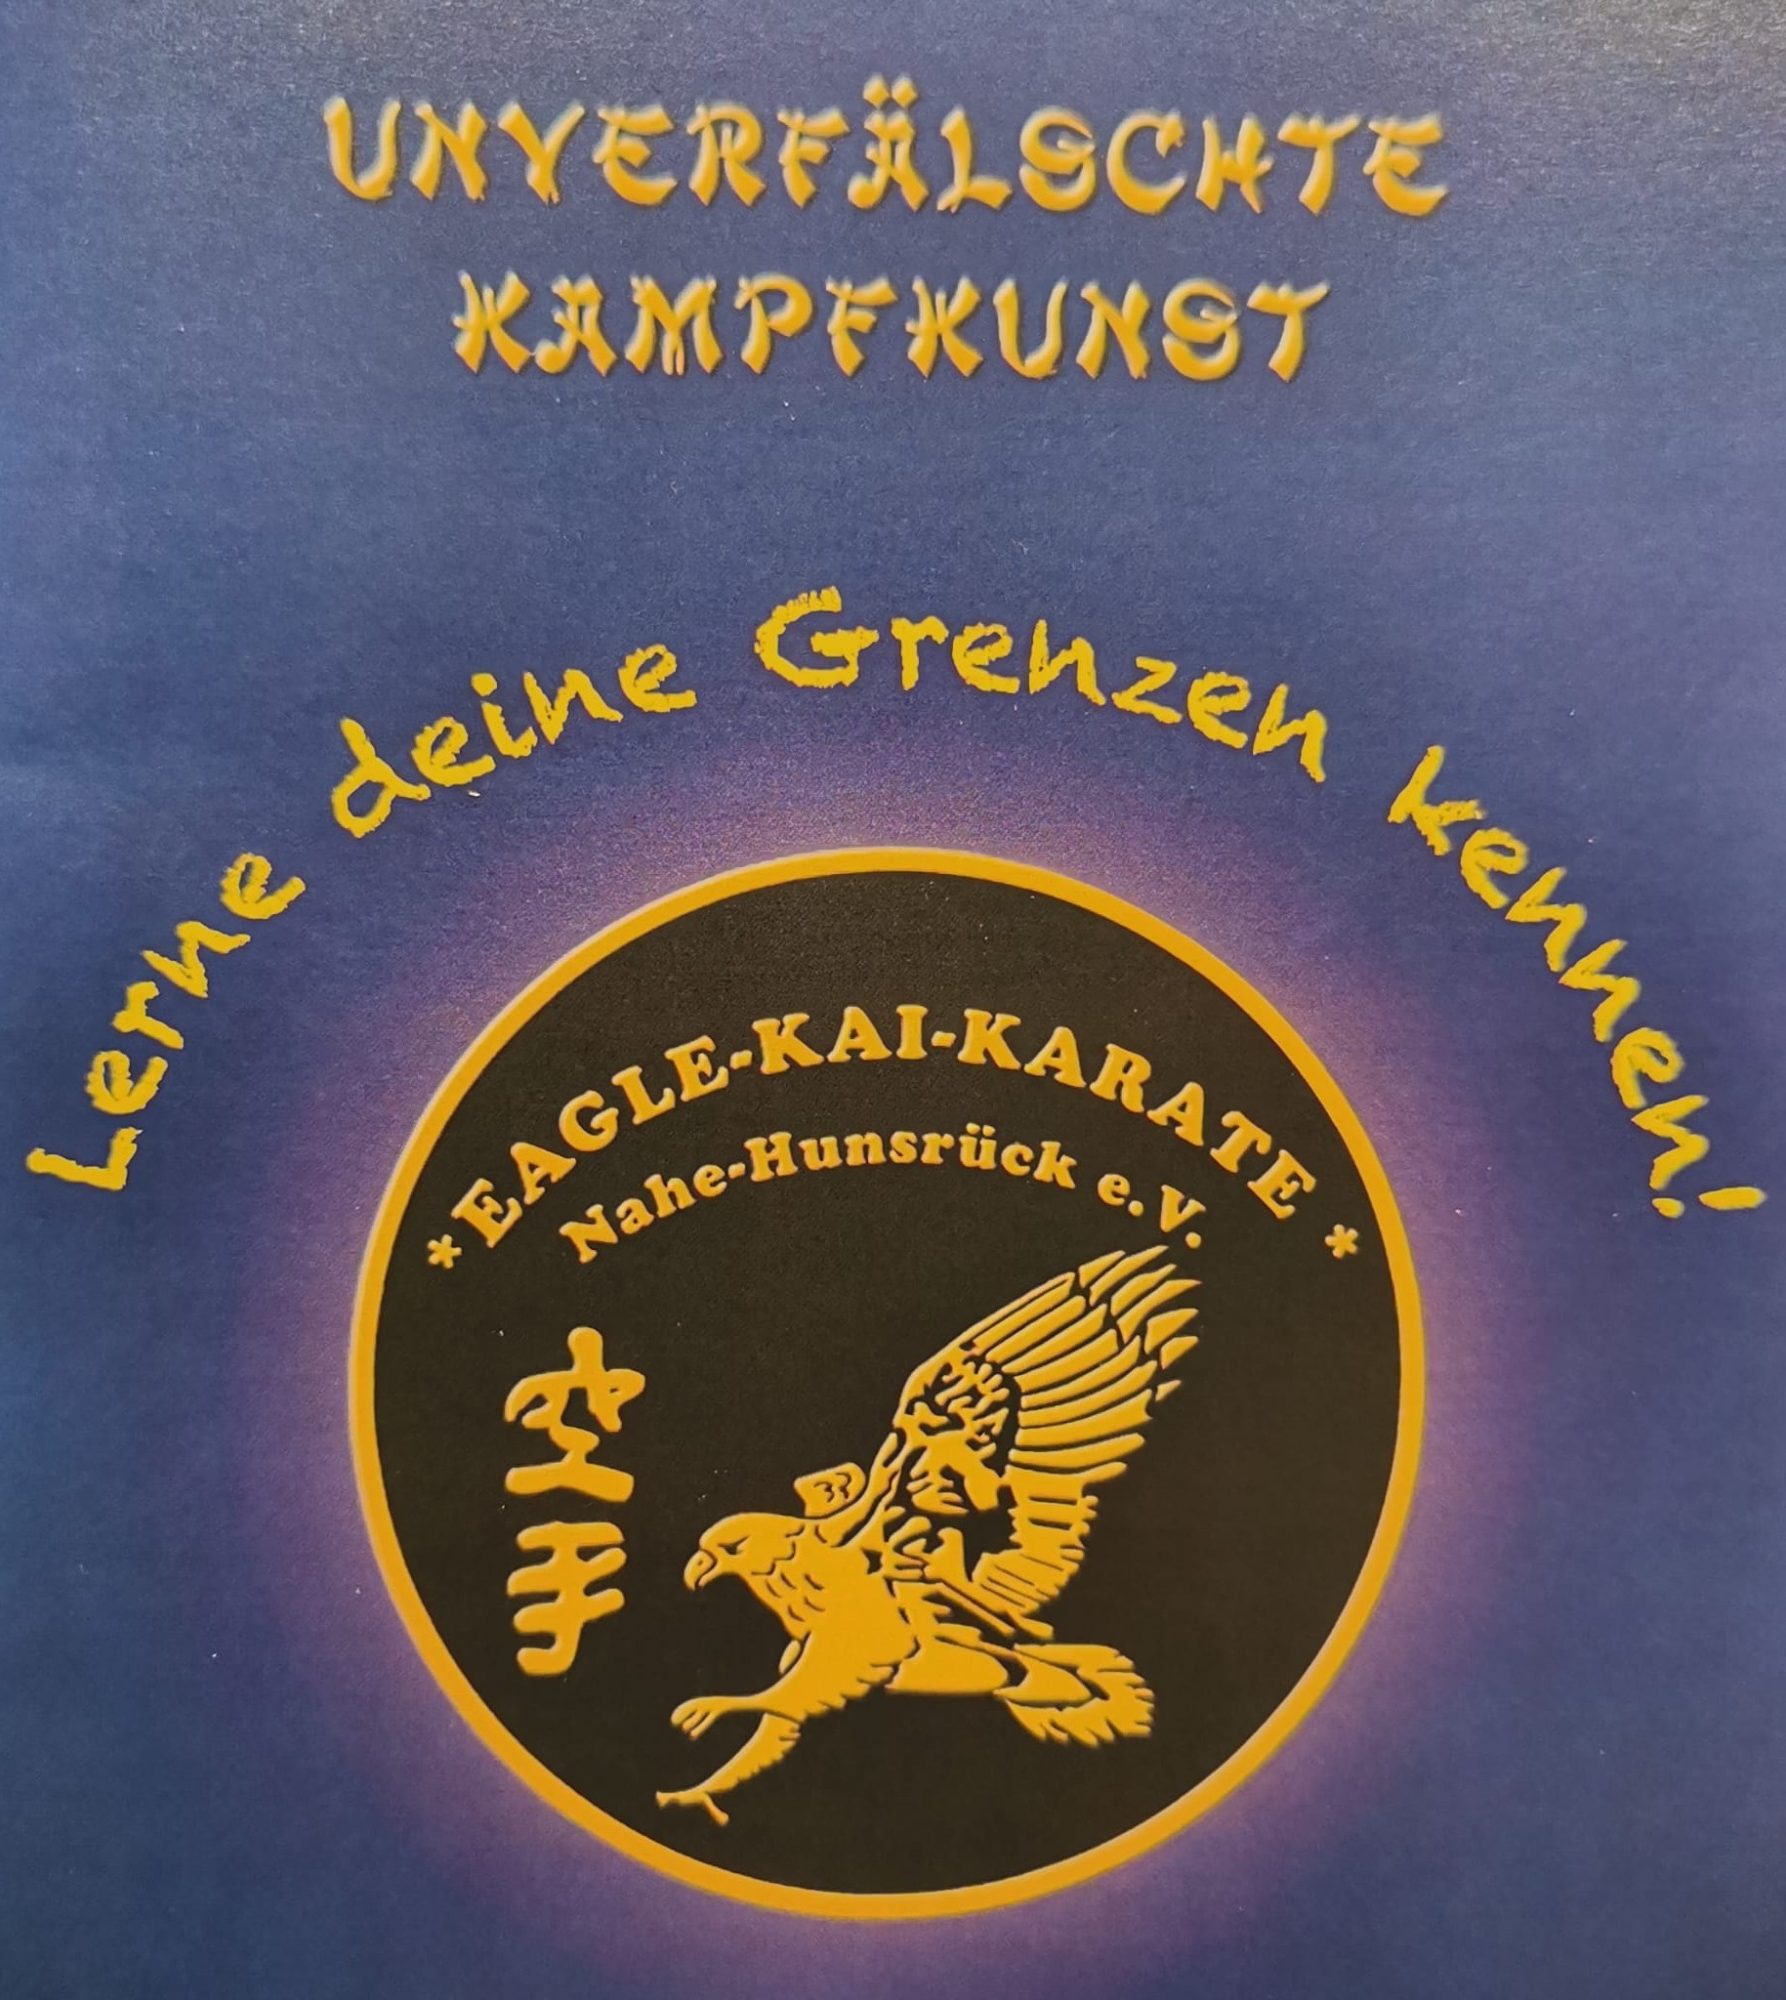 UNVERFÄLSCHTE
KAMPFKUNST
Lerne deine Grenzen kennen!
* EAGLE-KAI-KARATE *
Nahe-Hunsrück e.V.
空手